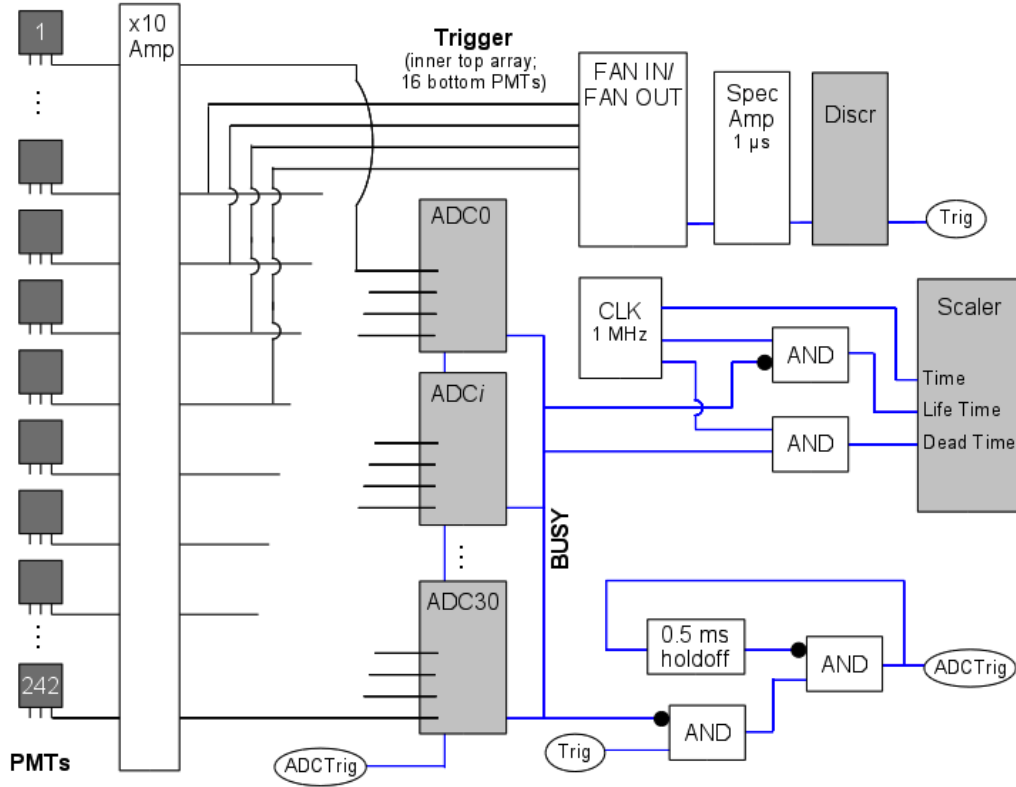 1
x10
Amp
Trigger
(inner top array;
16 bottom PMTs)
FAN IN/
FAN OUT
Spec
Amp
1 µs
Discr
Trig
ADC0
CLK
1 MHz
AND
Scaler
Time
Life Time
Dead Time
AND
ADCi
BUSY
ADC30
0.5 ms
holdoff
AND
ADCTrig
242
AND
Trig
PMTs
ADCTrig